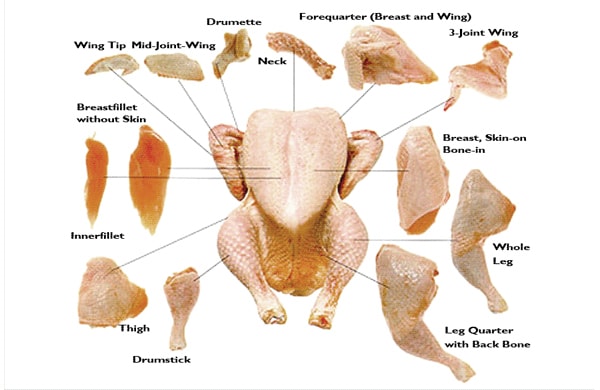 Drumette
Forequarter (Breast and Wing)
Wing Tip Mid-Joint-Wing
Neck
3-Joint Wing
Breastfillet
without Skin
Breast, Skin-on
Bone-in
Innerfillet
Whole
Leg
Thigh
Drumstick
Leg Quarter
with Back Bone